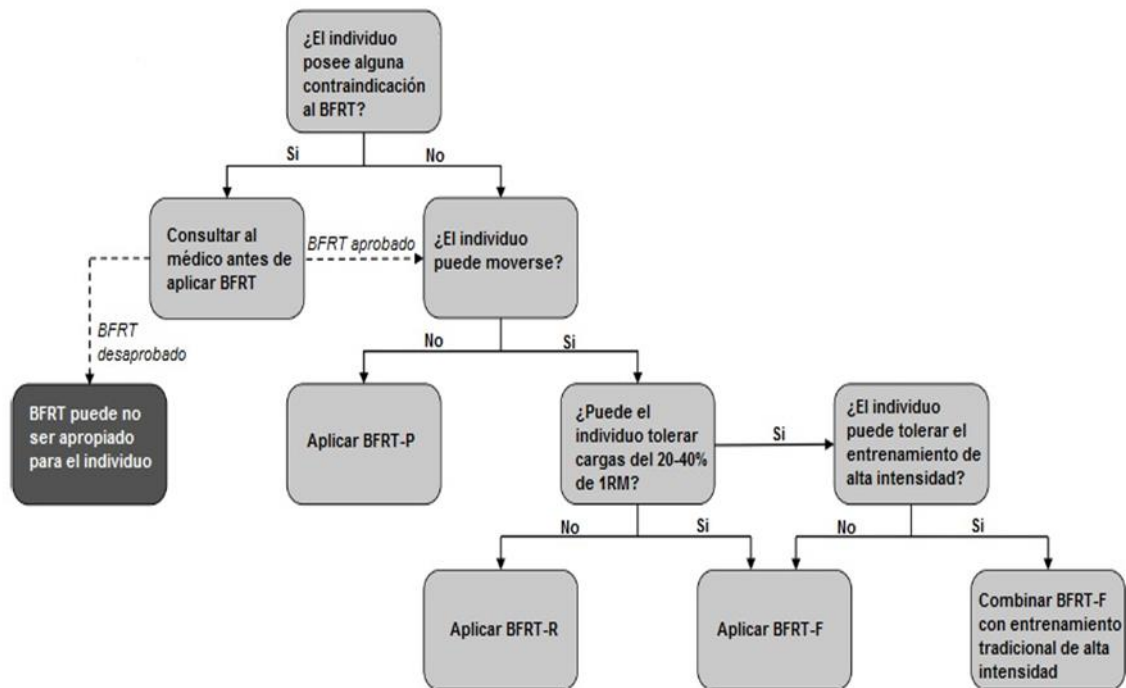 ¿El individuo
posee alguna
contraindicación
al BFRT?
Si
No
Consultar al
médico antes de
aplicar BFRT
BFRT aprobado
¿El individuo
puede moverse?
BFRT
desaprobado
No
Si
BFRT puede no
ser apropiado
para el individuo
Aplicar BFRT-P
¿Puede el
individuo tolerar
cargas del 20-40%
de 1RM?
Si
¿El individuo
puede tolerar el
entrenamiento de
alta intensidad?
No
Si
No
Si
Aplicar BFRT-R
Aplicar BFRT-F
Combinar BFRT-F
con entrenamiento
tradicional de alta
intensidad